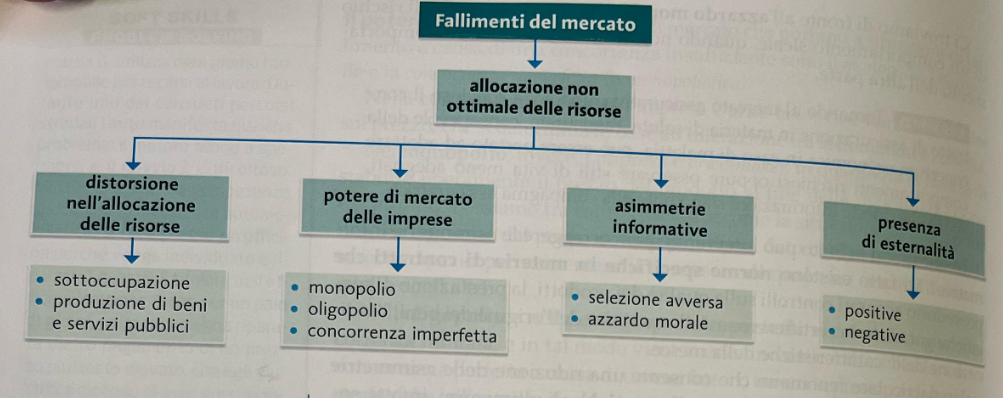 Fallimenti del mercato
allocazione non
ottimale delle risorse
distorsione
nell'allocazione
delle risorse
• sottoccupazione
• produzione di beni
e servizi pubblici
potere di mercato
delle imprese
• monopolio
• oligopolio
• concorrenza imperfetta
asimmetrie
informative
• selezione avversa
• azzardo morale
presenza
di esternalità
• positive
• negative